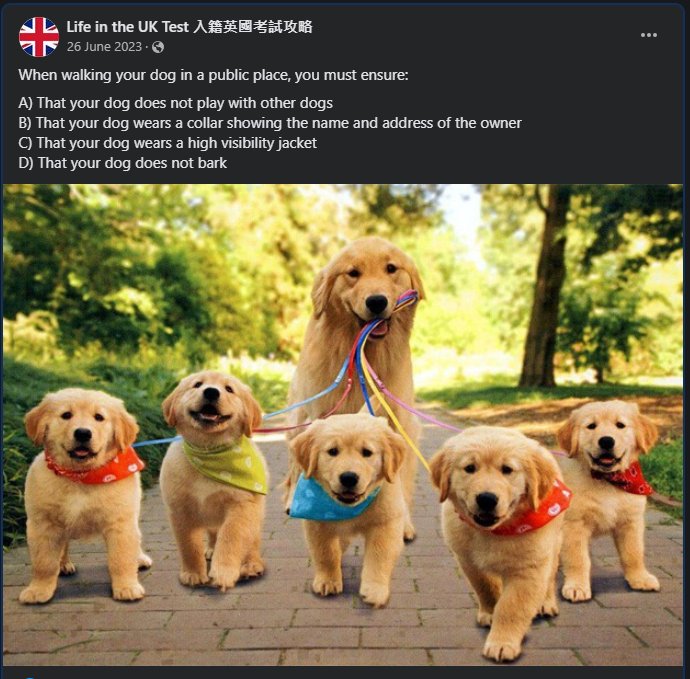 Life in the UK Test 入籍英國考試攻略
26 June 2023 ·
When walking your dog in a public place, you must ensure:
A) That your dog does not play with other dogs
B) That your dog wears a collar showing the name and address of the owner
C) That your dog wears a high visibility jacket
D) That your dog does not bark